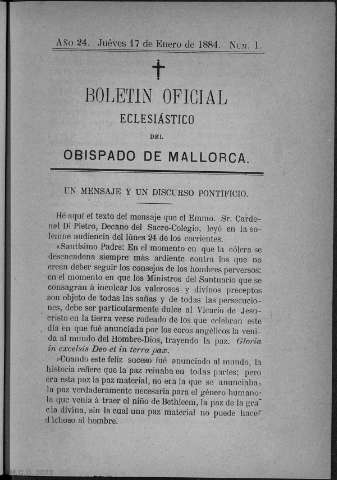 AÑO 24. Juéves 17 de Enero de 1884. NUM. 1.
BOLETIN OFICIAL
ECLESIÁSTICO
DEL
OBISPADO DE MALLORCA.
UN MENSAJE Y UN DISCURSO PONTIFICIO.
Hé aquí el texto del mensaje que el Emmo. Sr. Carde-
nal Di Pietro, Decano del Sacro-Colegio, leyó en la so-
lemne audiencia del lúnes 24 de los corrientes.
«Santísimo Padre: En el momento en que la cólera se
desencadena siempre más ardiente contra los que no
creen deber seguir los consejos de los hombres perversos:
en el momento en que los Ministros del Santuario que se
consagran á inculcar los valerosos y divinos preceptos
son objeto de todas las sañas y de todas las persecucio-
nes, debe ser particularmente dulce al Vicario de Jesu-
cristo en la tierra verse rodeado de los que celebran este
dia en que fué anunciada por los coros angélicos la veni-
da al mundo del Hombre-Dios, trayendo la paz. Gloria
in excelsis Deo et in terra pax.
»Cuando este feliz suceso fué anunciado al mundo, la
historia refiere que la paz reinaba en todas partes; pero
era esta paz la paz material, no era la que se anunciaba,
la paz verdaderamente necesaria para el género humano
la que venía á traer el niño de Bethleem, la paz de la gra
cia divina, sin la cual una paz material no puede hacer
dichoso al hombre.